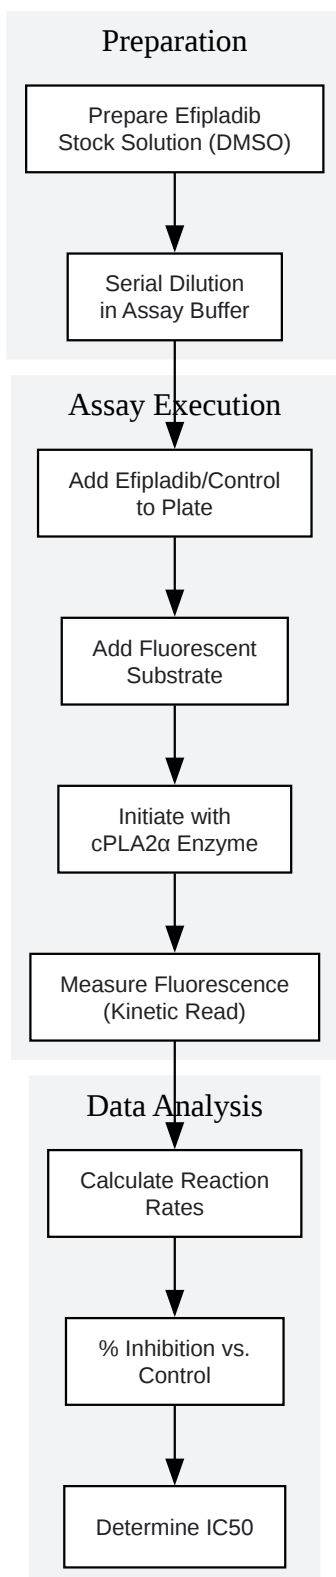 Preparation
Prepare Efipladib
Stock Solution (DMSO)
Serial Dilution
in Assay Buffer
Assay Execution
Add Efipladib/Control
to Plate
Add Fluorescent
Substrate
Initiate with
cPLA2α Enzyme
Measure Fluorescence
(Kinetic Read)
Data Analysis
Calculate Reaction
Rates
% Inhibition vs.
Control
Determine IC50